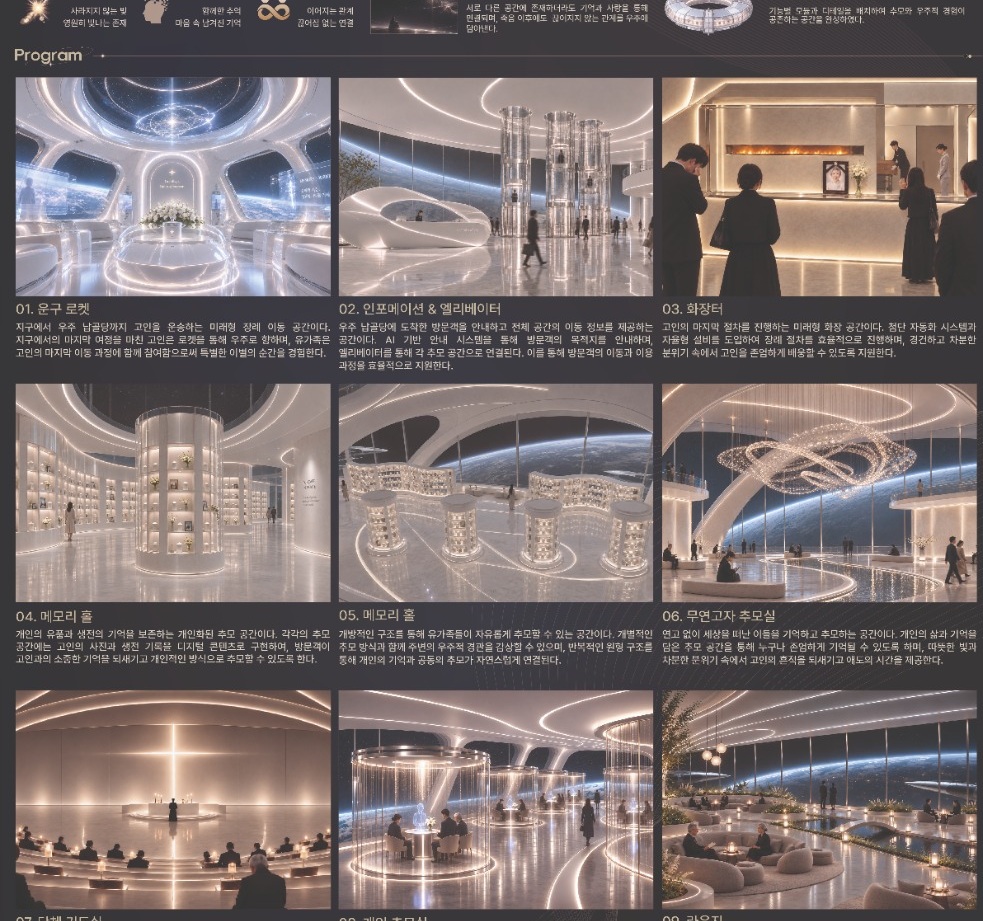 사라지지 않는 빛
영원히 빛나는 존재
함께한 추억
마음 속 남겨진 기억
이어지는 관계
끊어짐 없는 연결
서로 다른 공간에 존재하더라도 기억과 사랑을 통해
연결되며, 죽음 이후에도 끊이지지 않는 관계를 우주에
담아낸다.
기능별 모듈과 디테일을 배치하여 추모와 우주적 경험이
공존하는 공간을 완성하였다.
Program
01. 운구 로켓
지구에서 우주 납골당까지 고인을 운송하는 미래형 장례 이동 공간이다.
지구에서의 마지막 여정을 마친 고인은 로켓을 통해 우주로 향하며, 유가족은
고인의 마지막 이동 과정에 함께 참여함으로써 특별한 이별의 순간을 경험한다.
02. 인포메이션 & 엘리베이터
우주 납골당에 도착한 방문객을 안내하고 전체 공간의 이동 정보를 제공하는
공간이다. AI 기반 안내 시스템을 통해 방문객의 목적지를 안내하며,
엘리베이터를 통해 각 추모 공간으로 연결된다. 이를 통해 방문객의 이동과 이용
과정을 효율적으로 지원한다.
03. 화장터
고인의 마지막 절차를 진행하는 미래형 화장 공간이다. 첨단 자동화 시스템과
자율형 설비를 도입하여 장례 절차를 효율적으로 진행하며, 경건하고 차분한
분위기 속에서 고인을 존엄하게 배웅할 수 있도록 지원한다.
04. 메모리 홀
개인의 유품과 생전의 기억을 보존하는 개인화된 추모 공간이다. 각각의 추모
공간에는 고인의 사진과 생전 기록을 디지털 콘텐츠로 구현하여, 방문객이
고인과의 소중한 기억을 되새기고 개인적인 방식으로 추모할 수 있도록 한다.
05. 메모리 홀
개방적인 구조를 통해 유가족들이 자유롭게 추모할 수 있는 공간이다. 개별적인
추모 방식과 함께 주변의 우주적 경관을 감상할 수 있으며, 반복적인 원형 구조를
통해 개인의 기억과 공동의 추모가 자연스럽게 연결된다.
06. 무연고자 추모실
연고 없이 세상을 떠난 이들을 기억하고 추모하는 공간이다. 개인의 삶과 기억을
담은 추모 공간을 통해 누구나 존엄하게 기억될 수 있도록 하며, 따뜻한 빛과
차분한 분위기 속에서 고인의 흔적을 되새기고 애도의 시간을 제공한다.
07. 단체 기도실
08. 개인 추모실
09. 라운지